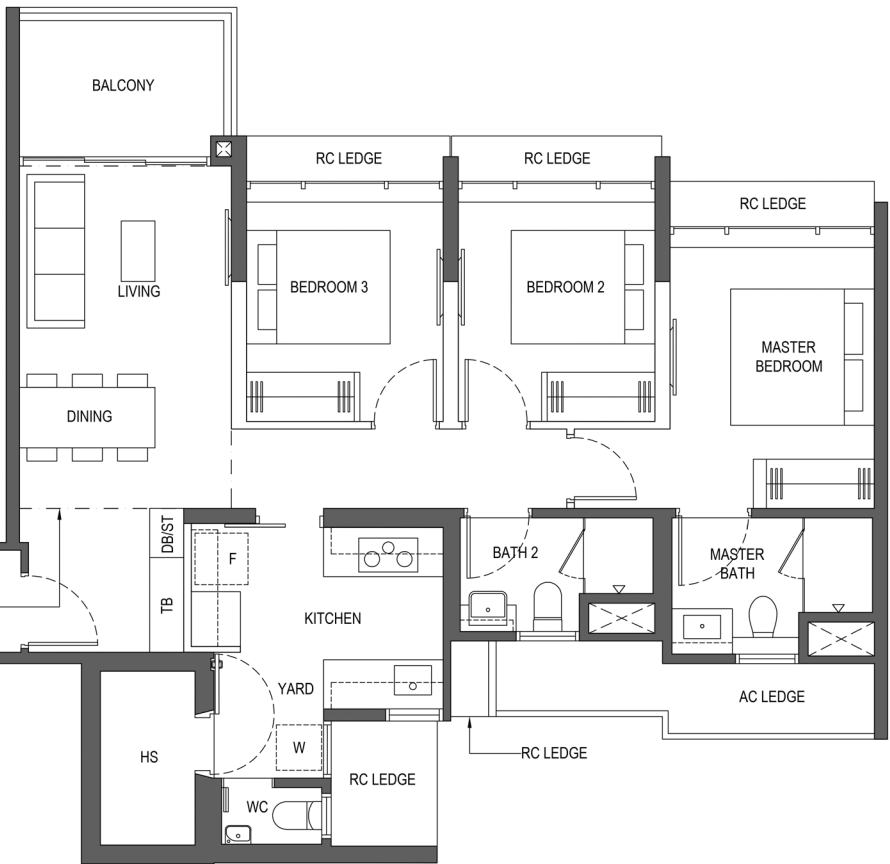 BALCONY
RC LEDGE
RC LEDGE
RC LEDGE
LIVING
BEDROOM 3
BEDROOM 2
MASTER
BEDROOM
DINING
DB/ST
F
BATH 2
MASTER
BATH
TB
KITCHEN
YARD
AC LEDGE
HS
W
RC LEDGE
RC LEDGE
WC